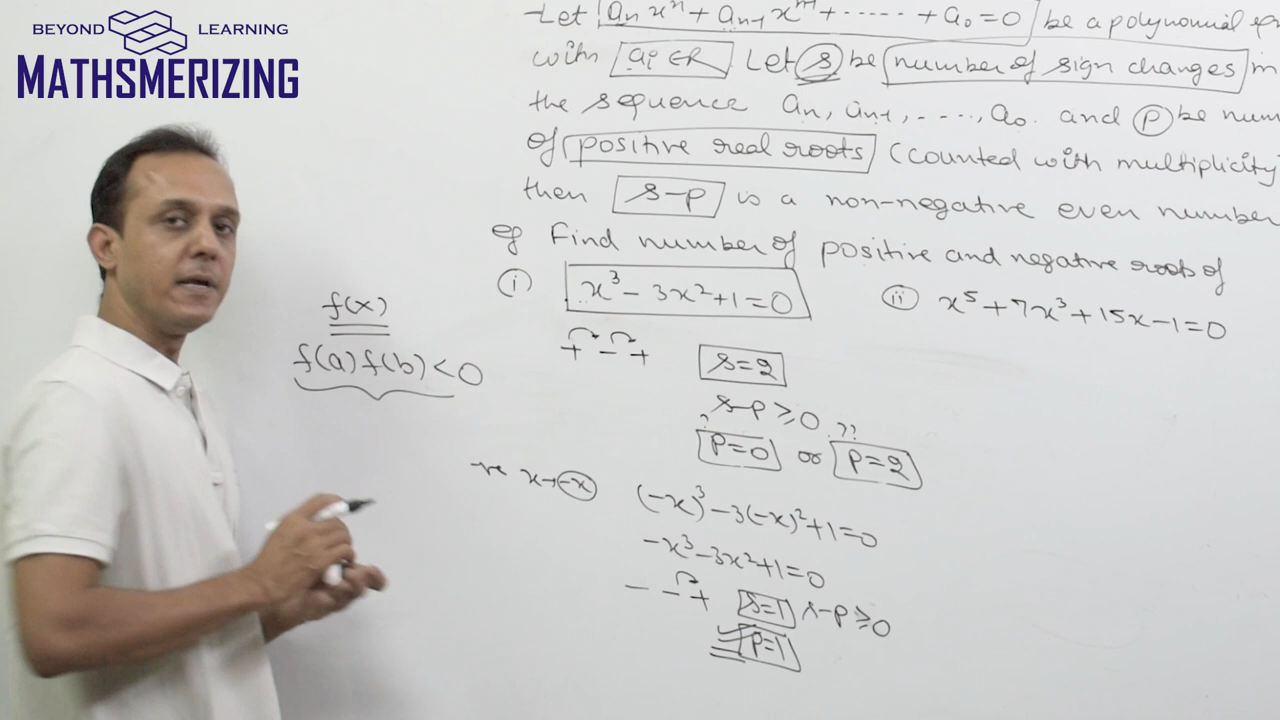 BEYOND LEARNING
MATHSMERIZING
Let aₙxⁿ + aₙ₋₁xⁿ⁻¹ + ----- + a₀ = 0 be a polynomial
with aᵢ ∈ R Let s be number of sign changes in
the sequence aₙ, aₙ₋₁, ----, a₀. and p be num
of positive real roots (counted with multiplicity
then s-p is a non-negative even number
eg Find number of positive and negative roots of
(i) x³ - 3x² + 1 = 0 (ii) x⁵ + 7x³ + 15x - 1 = 0
+ - + s = 2
s-p ≥ 0
? ??
p=0 or p=2
-ve x→-x (-x)³ - 3(-x)² + 1 = 0
-x³ - 3x² + 1 = 0
- - + s=1 s-p ≥ 0
p=1
f(x)
f(a) f(b) < 0